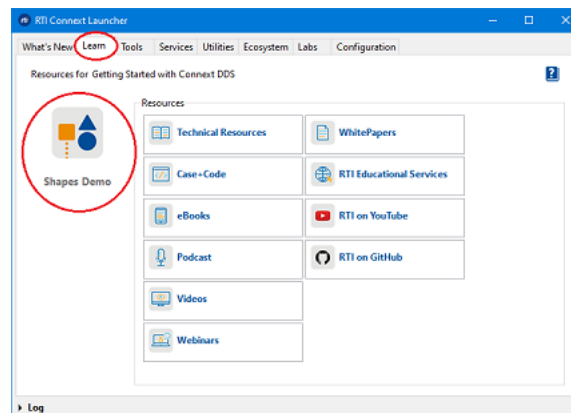 RTI Connext Launcher
What's New Learn Tools Services Utilities Ecosystem Labs Configuration
Resources for Getting Started with Connext DDS
Shapes Demo
Resources
Technical Resources
WhitePapers
Case+Code
RTI Educational Services
eBooks
RTI on YouTube
Podcast
RTI on GitHub
Videos
Webinars
Log